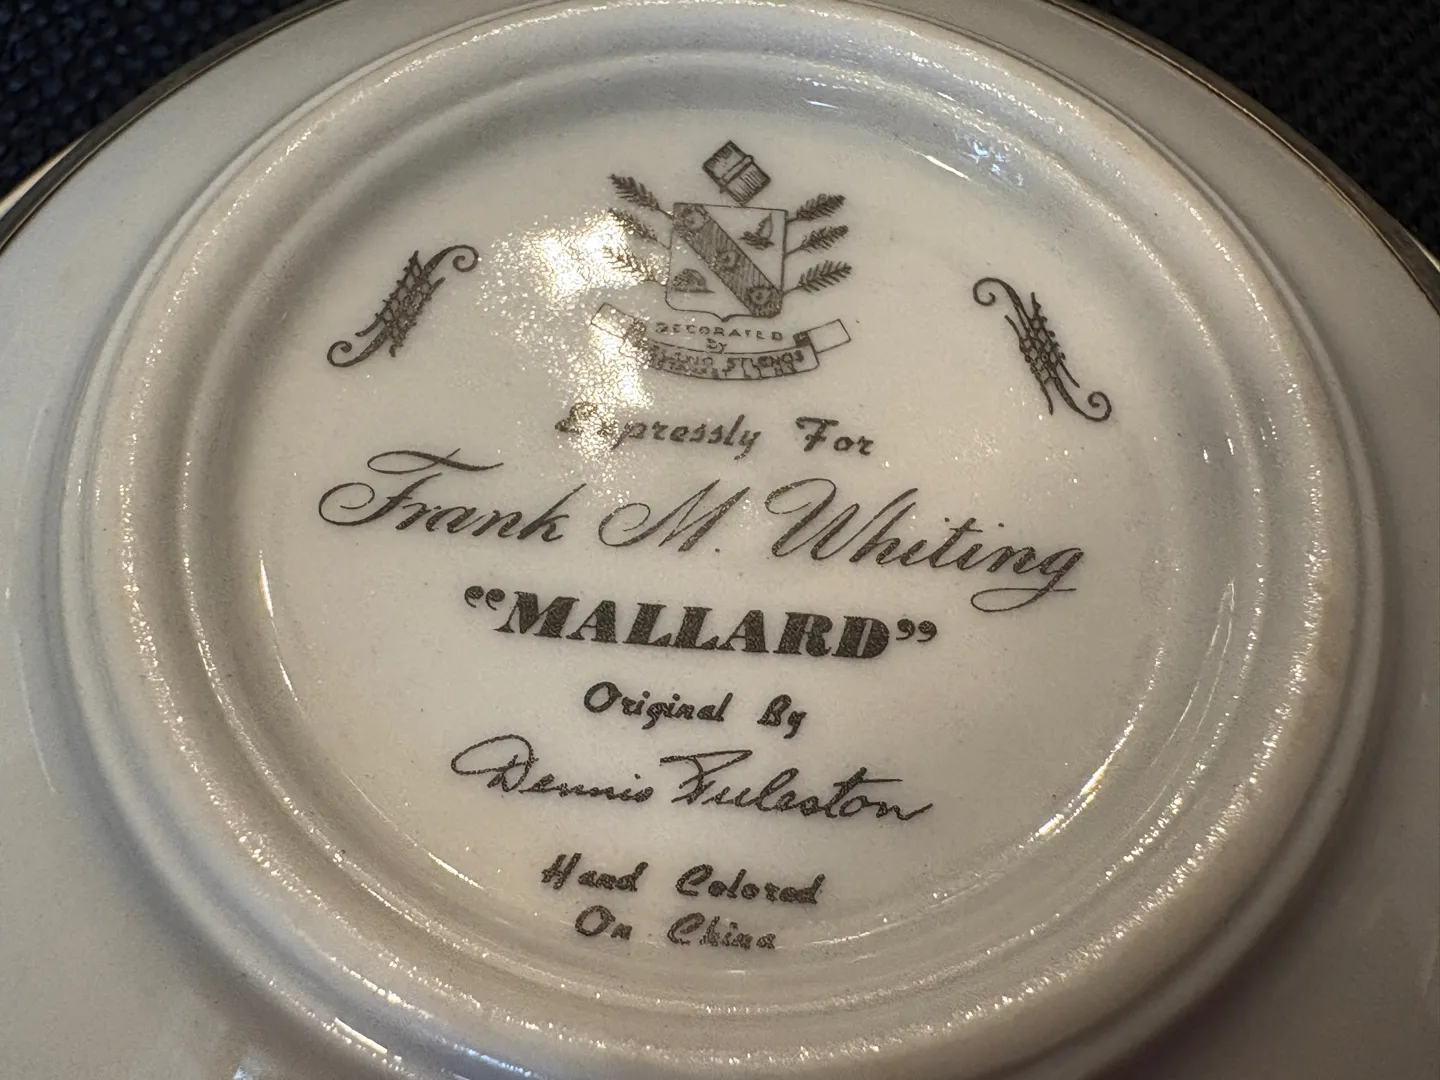 DECORATED
By
Expressly For
Frank M. Whiting
“MALLARD”
Original By
Dennis Puleston
Hand Colored
On China